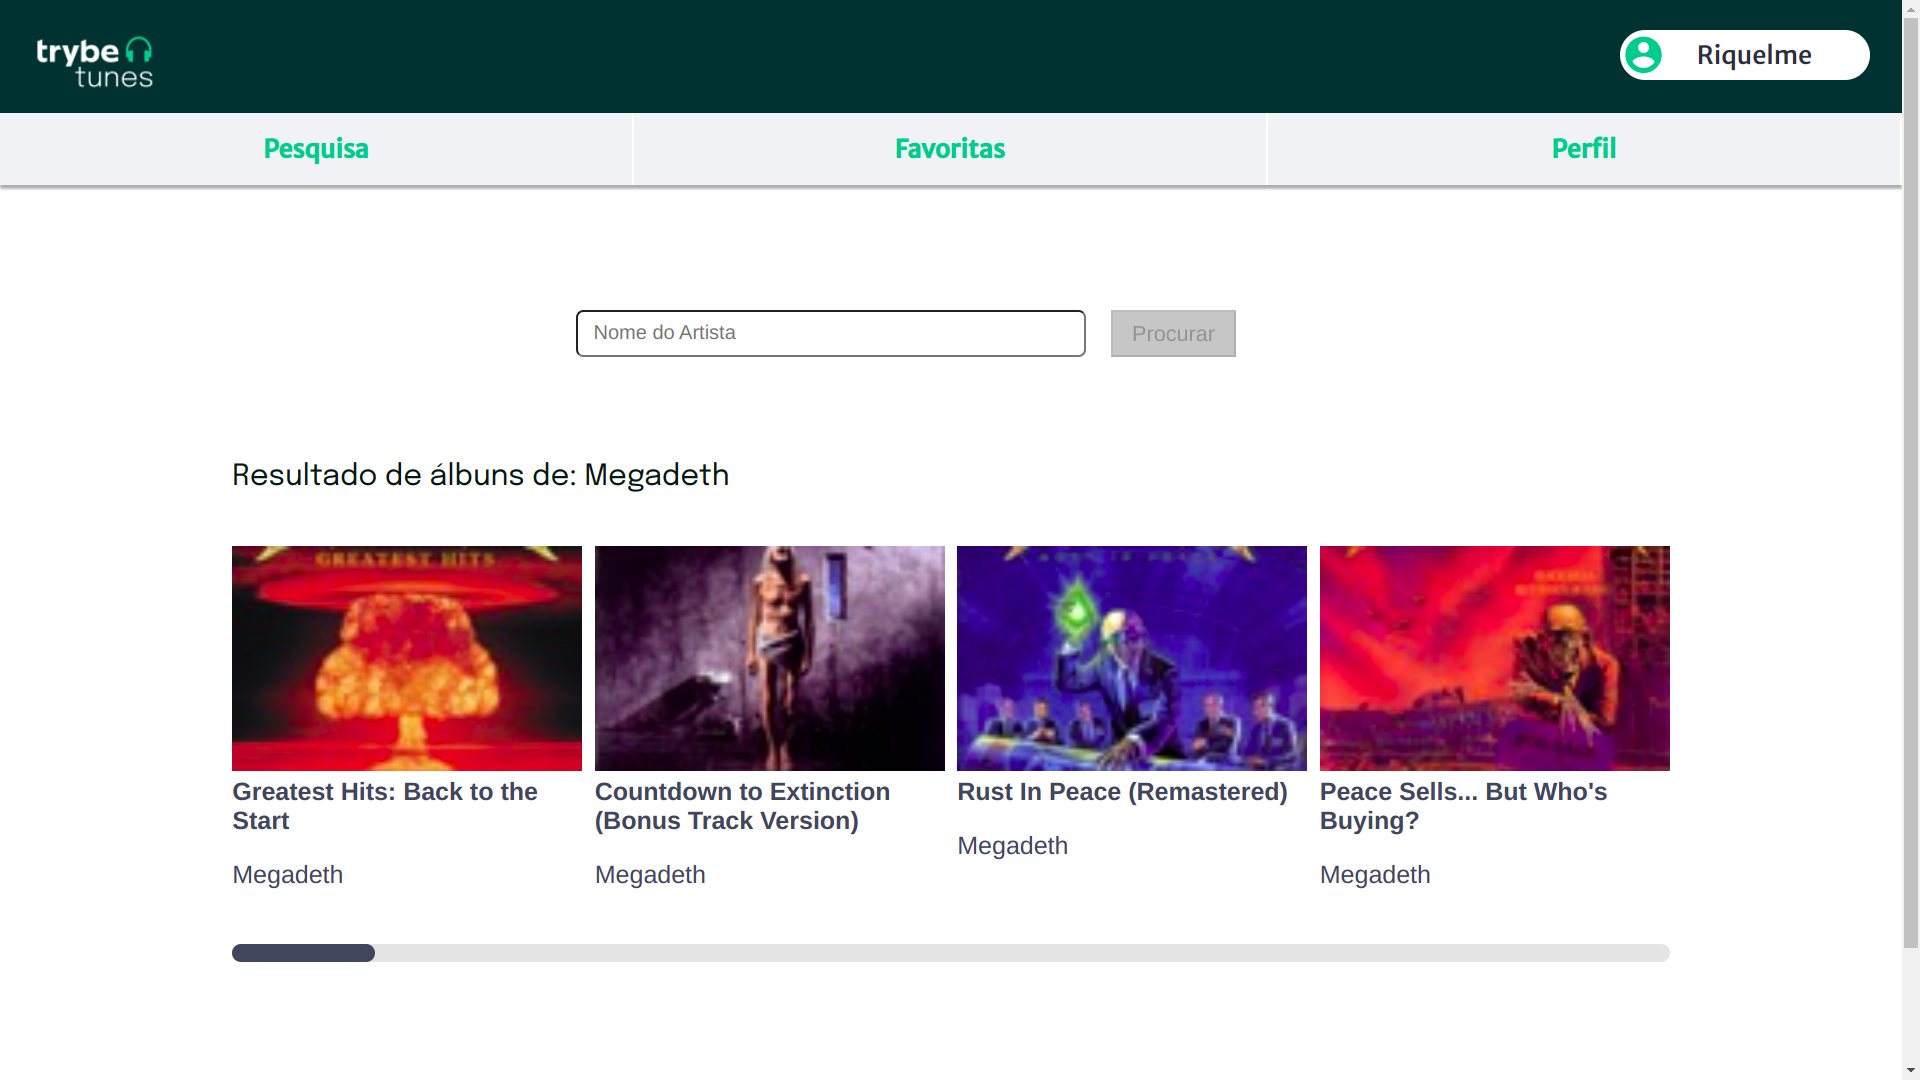 trybe
tunes
Riquelme
Pesquisa
Favoritas
Perfil
Nome do Artista
Procurar
Resultado de álbuns de: Megadeth
GREATEST HITS
Greatest Hits: Back to the
Start
Megadeth
Countdown to Extinction
(Bonus Track Version)
Megadeth
Rust In Peace (Remastered)
Megadeth
Peace Sells... But Who's
Buying?
Megadeth